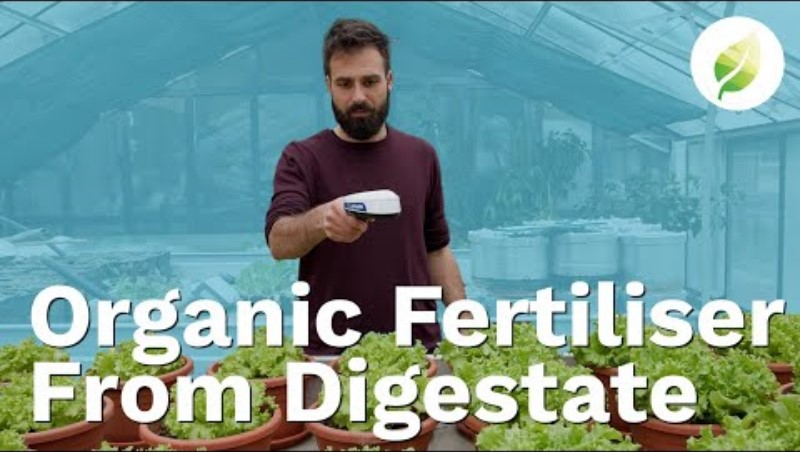 Organic Fertiliser
From Digestate